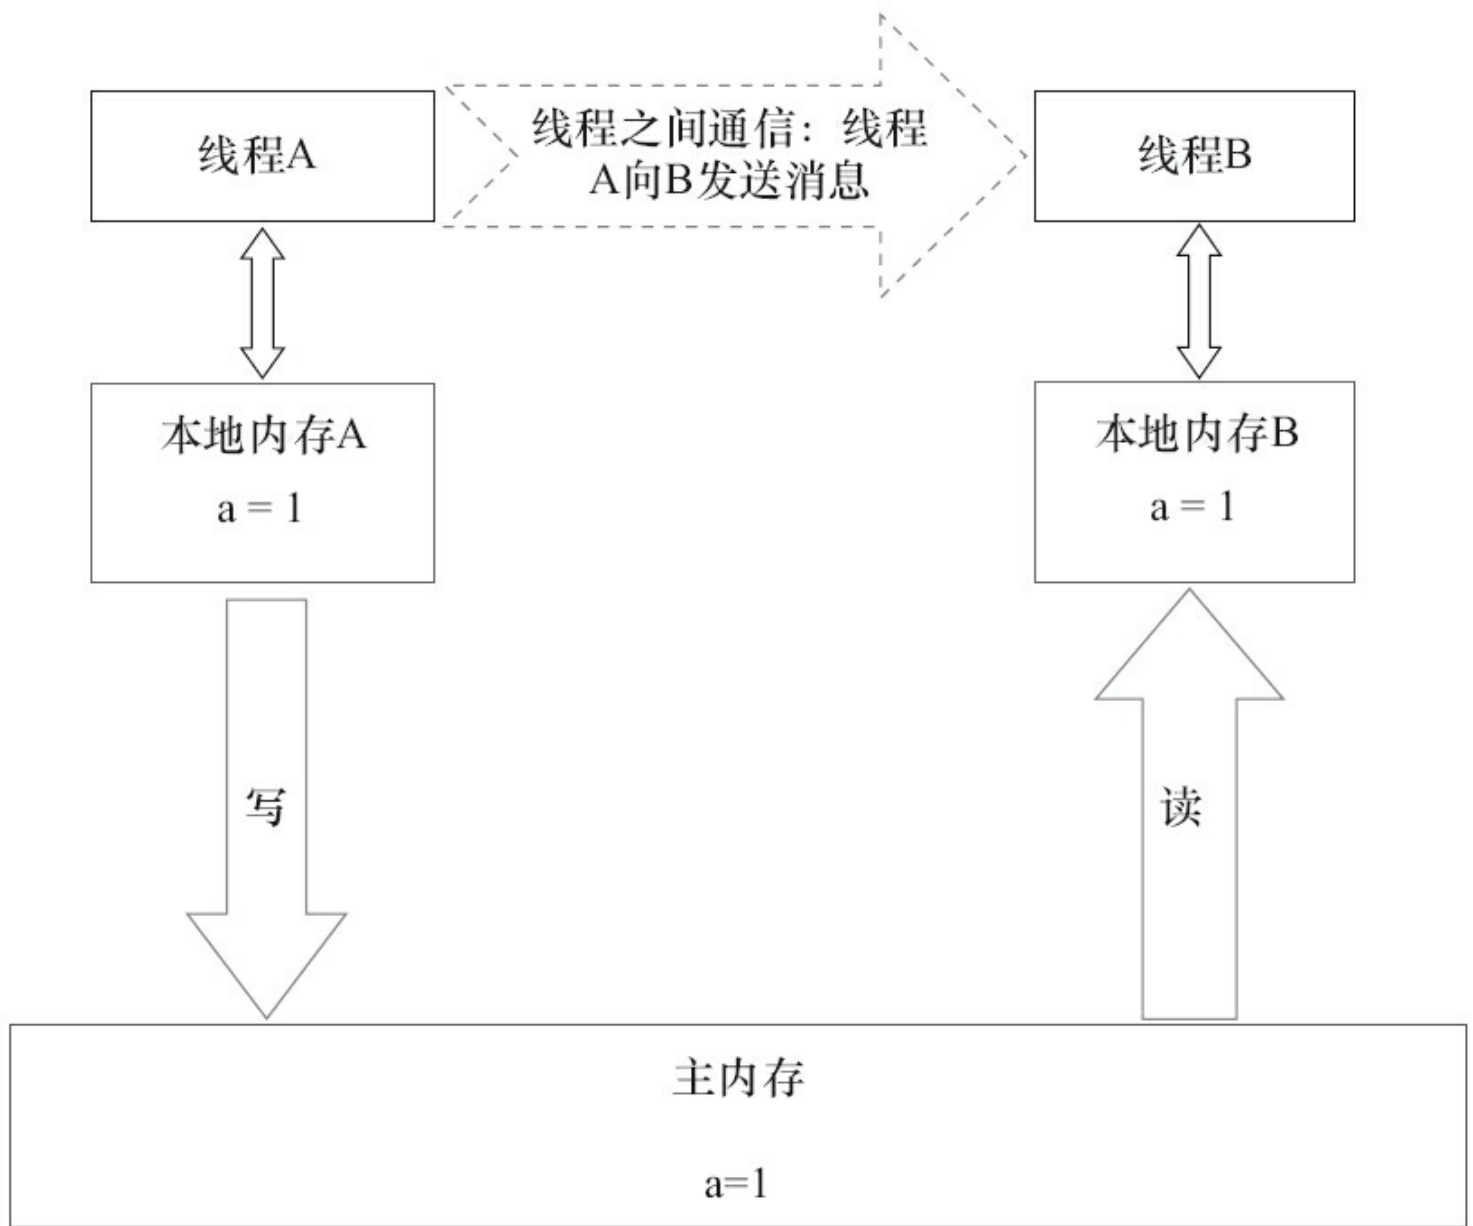 线程A
线程之间通信：线程
A向B发送消息
线程B
本地内存A
a = 1
本地内存B
a = 1
写
读
主内存
a=1